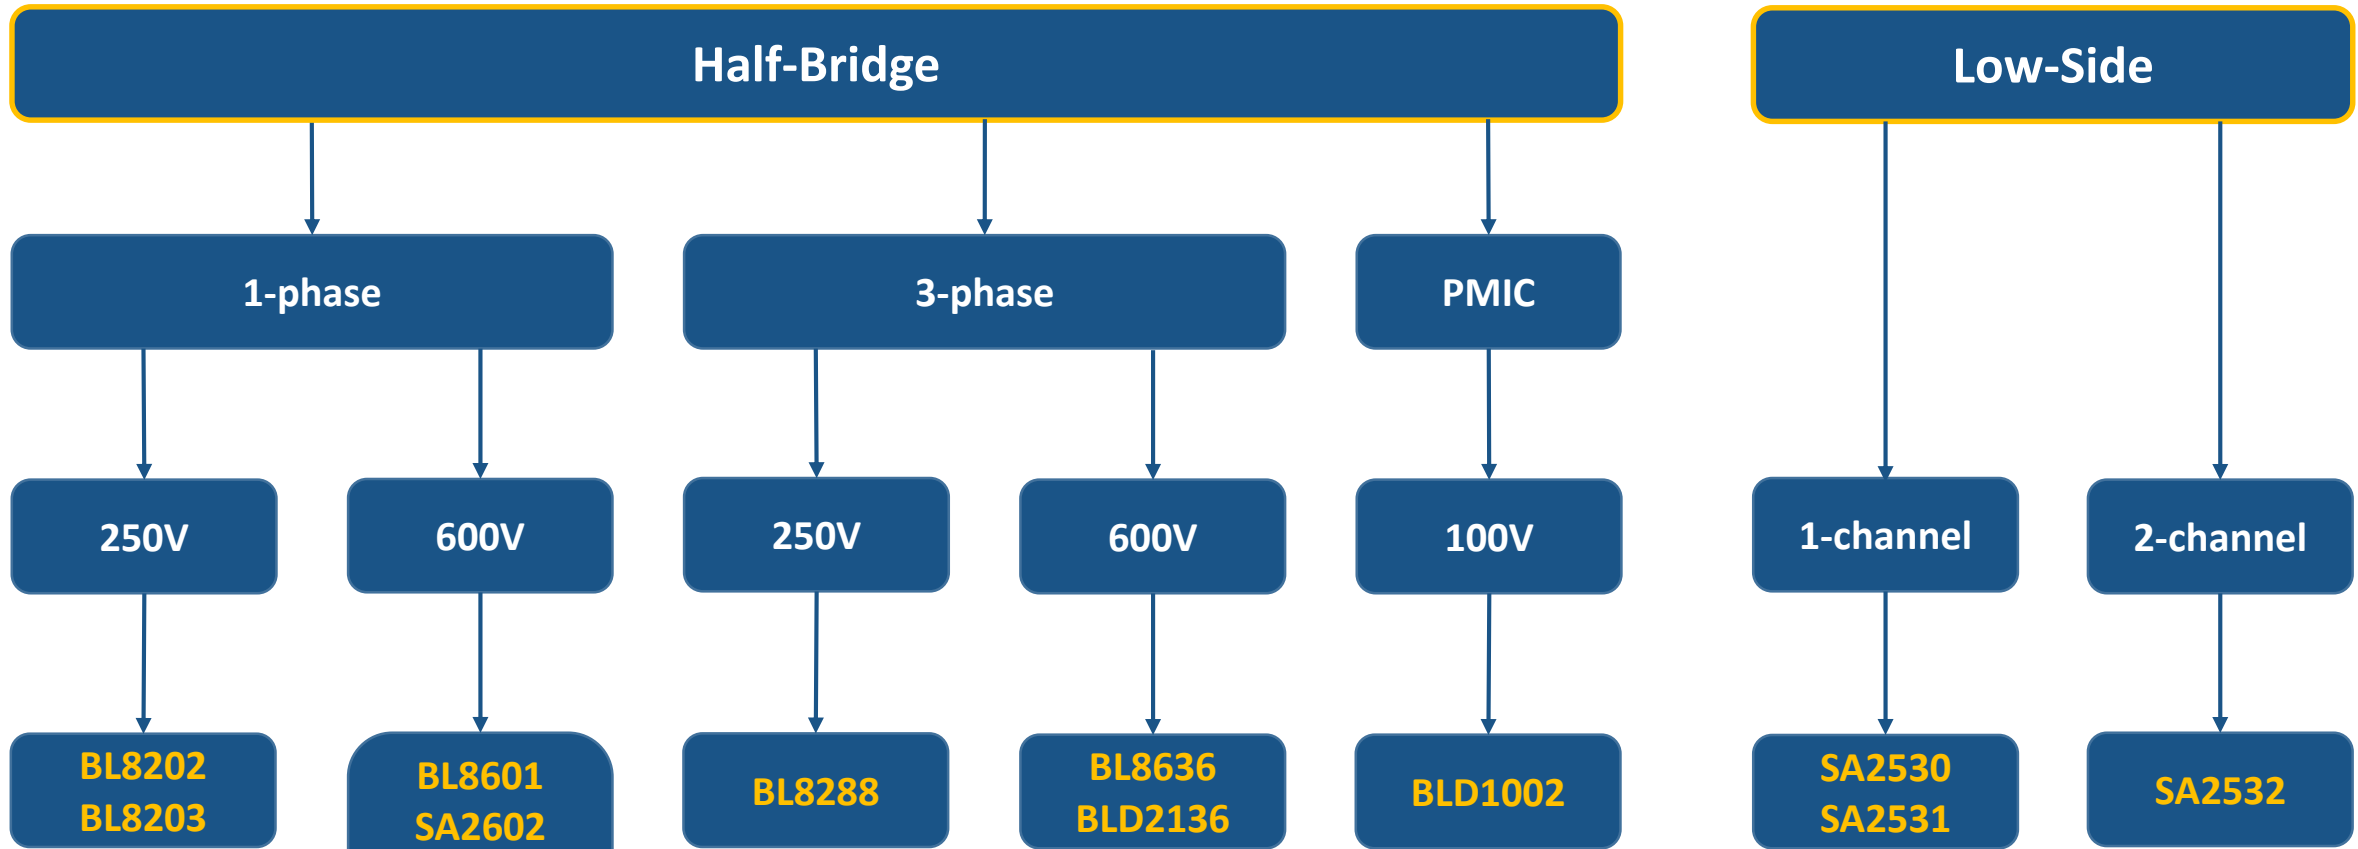 Half-Bridge
Low-Side
1-phase
3-phase
PMIC
250V
600V
250V
600V
100V
1-channel
2-channel
BL8202
BL8203
BL8601
SA2602
BL8288
BL8636
BLD2136
BLD1002
SA2530
SA2531
SA2532